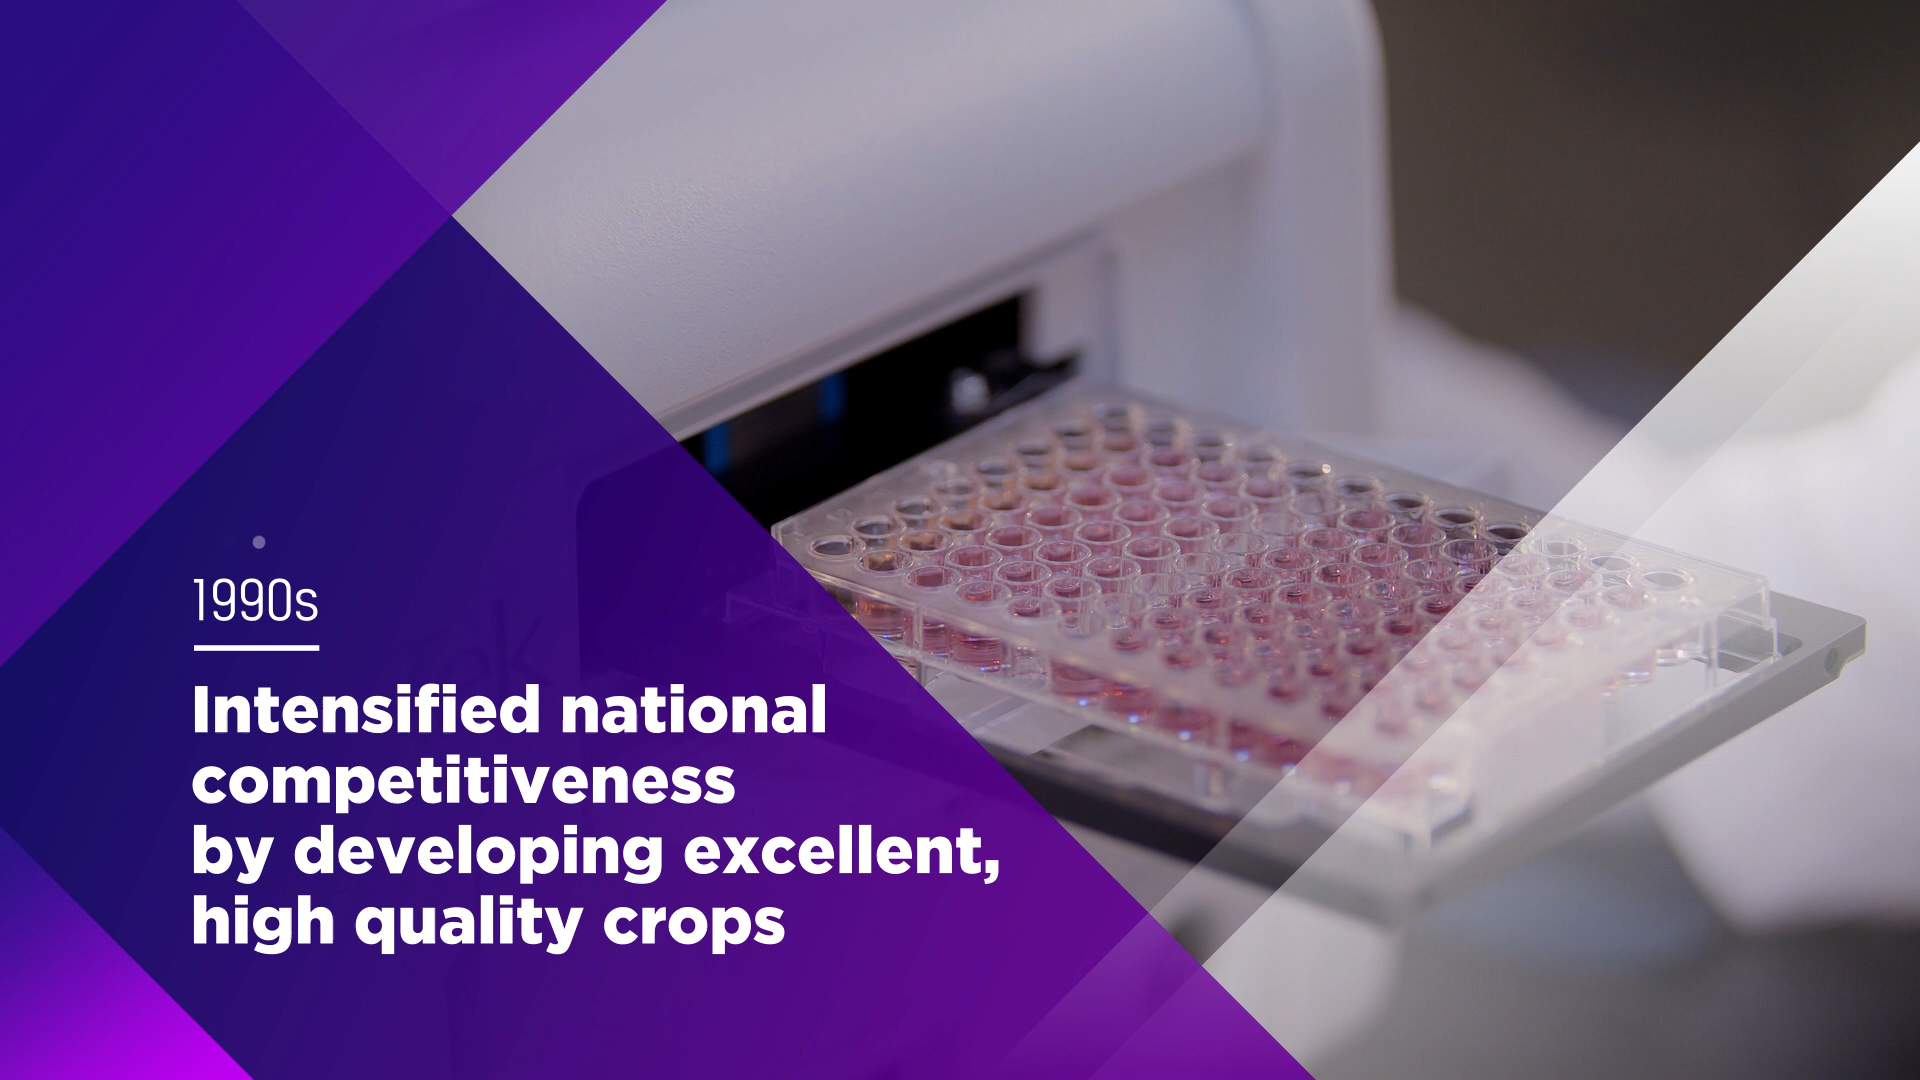 1990s
Intensified national
competitiveness
by developing excellent,
high quality crops